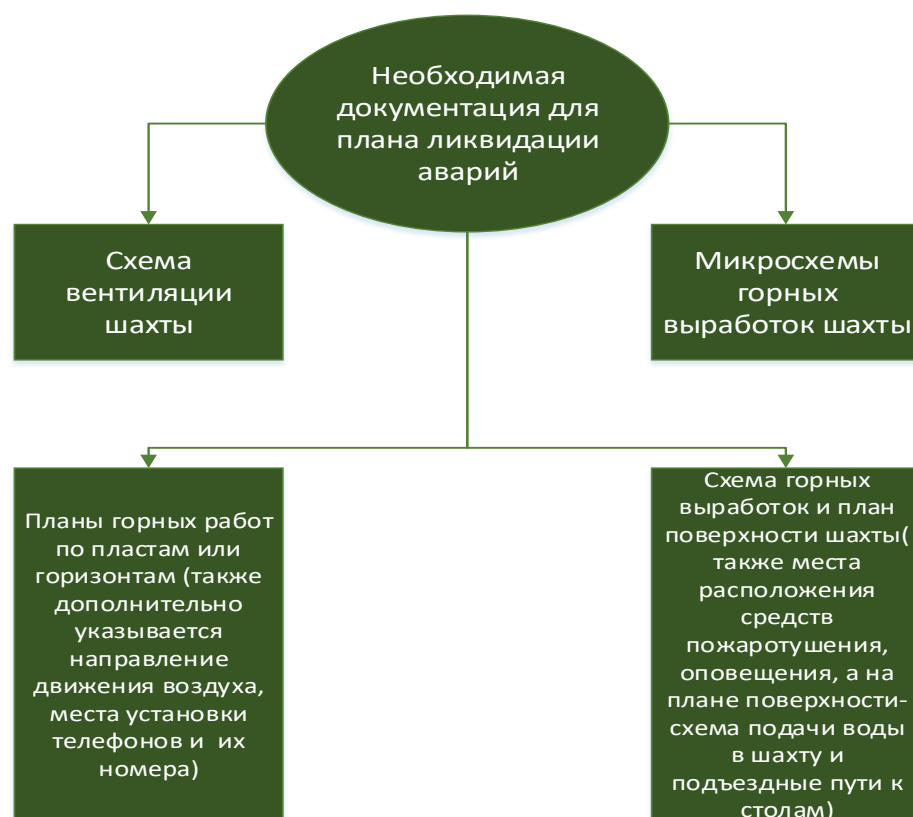 Необходимая
документация для
плана ликвидации
аварий
Схема
вентиляции
шахты
Микросхемы
горных
выработок шахты
Планы горных работ
по пластам или
горизонтам (также
дополнительно
указывается
направление
движения воздуха,
места установки
телефонов и их
номера)
Схема горных
выработок и план
поверхности шахты(
также места
расположения
средств
пожаротушения,
оповещения, а на
плане поверхности-
схема подачи воды
в шахту и
подъездные пути к
столам)